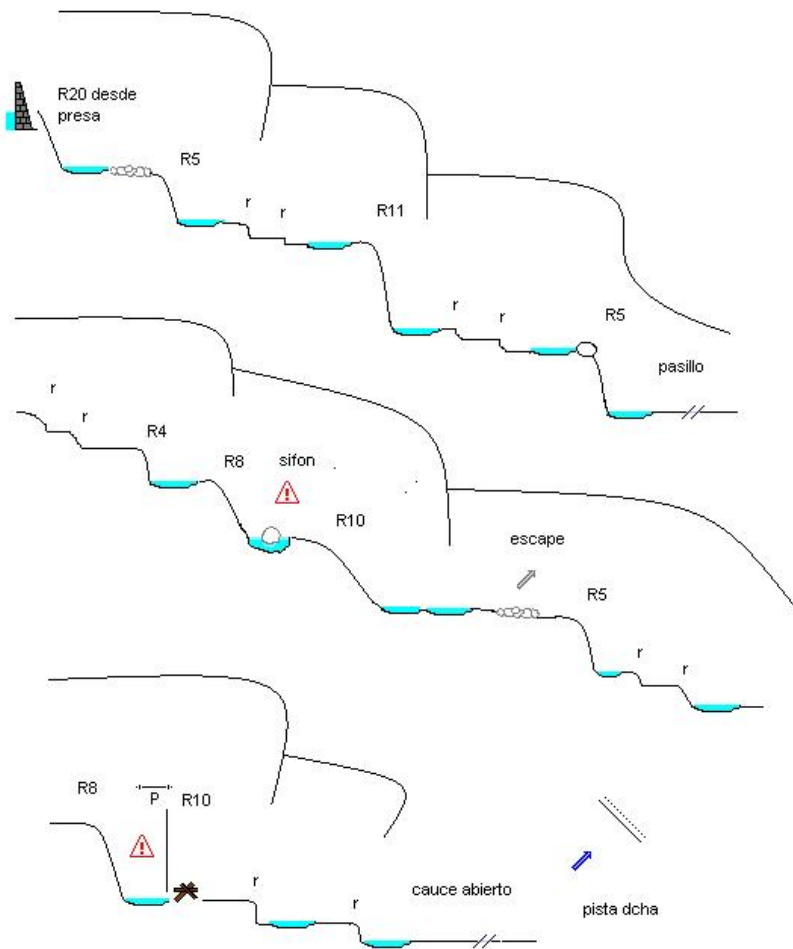 R20 desde
presa
R5
r
r
R11
r
r
R5
pasillo
r
r
R4
R8
sifon
R10
escape
R5
r
r
R8
P
R10
r
r
cauce abierto
pista dcha